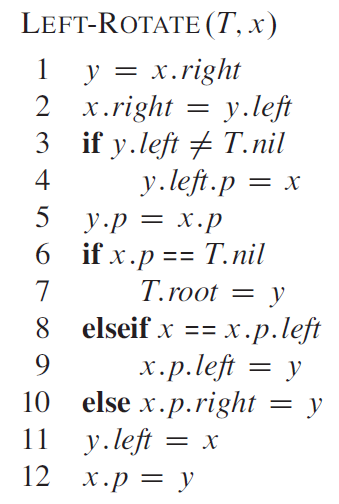 LEFT-ROTATE(T, x)
1 y = x.right
2 x.right = y.left
3 if y.left ≠ T.nil
4 y.left.p = x
5 y.p = x.p
6 if x.p == T.nil
7 T.root = y
8 elseif x == x.p.left
9 x.p.left = y
10 else x.p.right = y
11 y.left = x
12 x.p = y